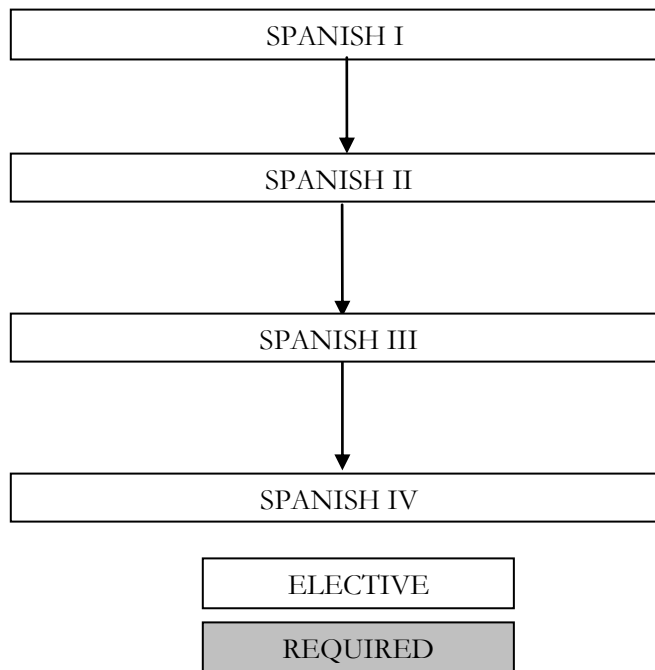 SPANISH I
SPANISH II
SPANISH III
SPANISH IV
ELECTIVE
REQUIRED